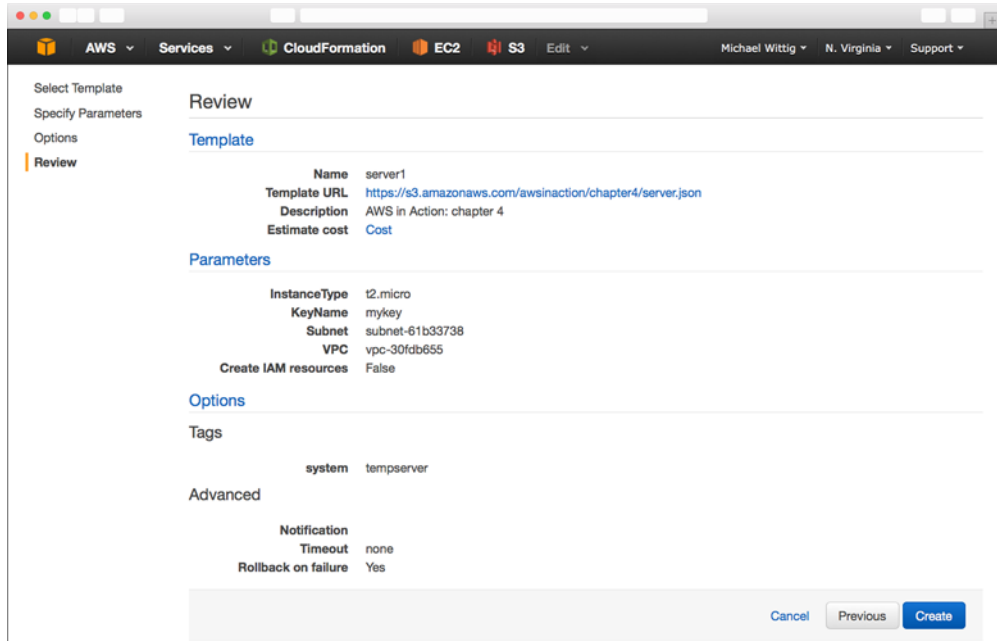 AWS Services CloudFormation EC2 S3 Edit Michael Wittig N. Virginia Support
Select Template
Specify Parameters
Options
Review
Review
Template
Name server1
Template URL https://s3.amazonaws.com/awsinaction/chapter4/server.json
Description AWS in Action: chapter 4
Estimate cost Cost
Parameters
InstanceType t2.micro
KeyName mykey
Subnet subnet-61b33738
VPC vpc-30fdb655
Create IAM resources False
Options
Tags
system tempserver
Advanced
Notification
Timeout none
Rollback on failure Yes
Cancel Previous Create